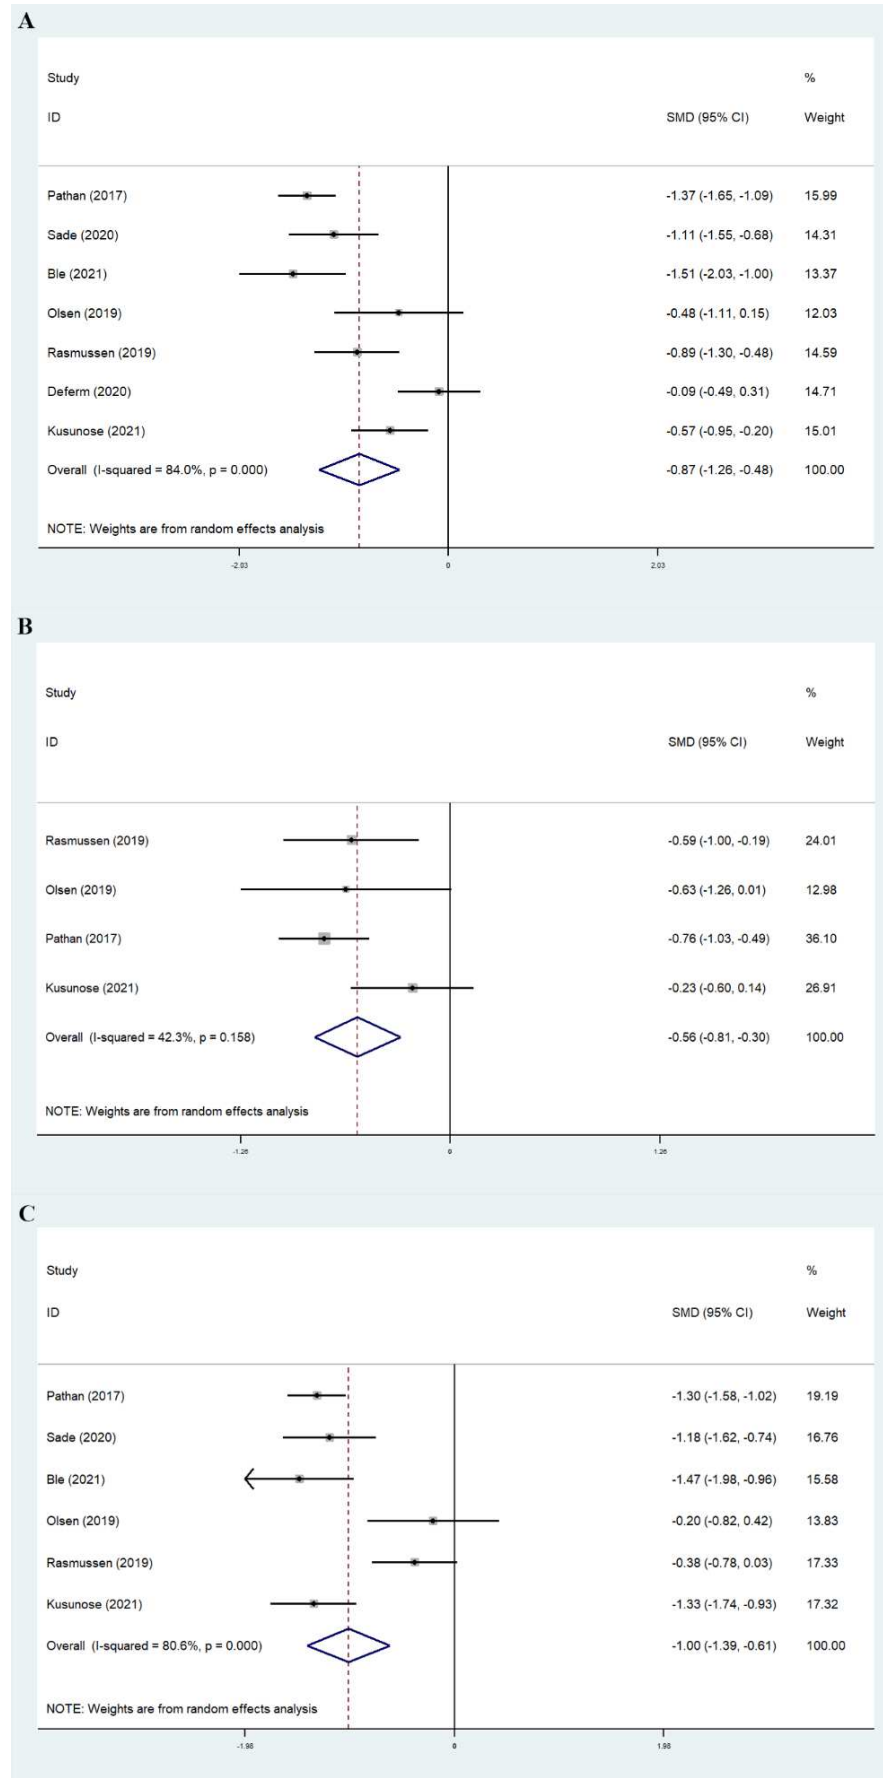 A
Study %
ID SMD (95% CI) Weight
Pathan (2017) -1.37 (-1.65, -1.09) 15.99
Sade (2020) -1.11 (-1.55, -0.68) 14.31
Ble (2021) -1.51 (-2.03, -1.00) 13.37
Olsen (2019) -0.48 (-1.11, 0.15) 12.03
Rasmussen (2019) -0.89 (-1.30, -0.48) 14.59
Deferm (2020) -0.09 (-0.49, 0.31) 14.71
Kusunose (2021) -0.57 (-0.95, -0.20) 15.01
Overall (I-squared = 84.0%, p = 0.000) -0.87 (-1.26, -0.48) 100.00
NOTE: Weights are from random effects analysis
-2.03 0 2.03
B
Study %
ID SMD (95% CI) Weight
Rasmussen (2019) -0.59 (-1.00, -0.19) 24.01
Olsen (2019) -0.63 (-1.26, 0.01) 12.98
Pathan (2017) -0.76 (-1.03, -0.49) 36.10
Kusunose (2021) -0.23 (-0.60, 0.14) 26.91
Overall (I-squared = 42.3%, p = 0.158) -0.56 (-0.81, -0.30) 100.00
NOTE: Weights are from random effects analysis
-1.26 0 1.26
C
Study %
ID SMD (95% CI) Weight
Pathan (2017) -1.30 (-1.58, -1.02) 19.19
Sade (2020) -1.18 (-1.62, -0.74) 16.76
Ble (2021) -1.47 (-1.98, -0.96) 15.58
Olsen (2019) -0.20 (-0.82, 0.42) 13.83
Rasmussen (2019) -0.38 (-0.78, 0.03) 17.33
Kusunose (2021) -1.33 (-1.74, -0.93) 17.32
Overall (I-squared = 80.6%, p = 0.000) -1.00 (-1.39, -0.61) 100.00
NOTE: Weights are from random effects analysis
-1.98 0 1.98